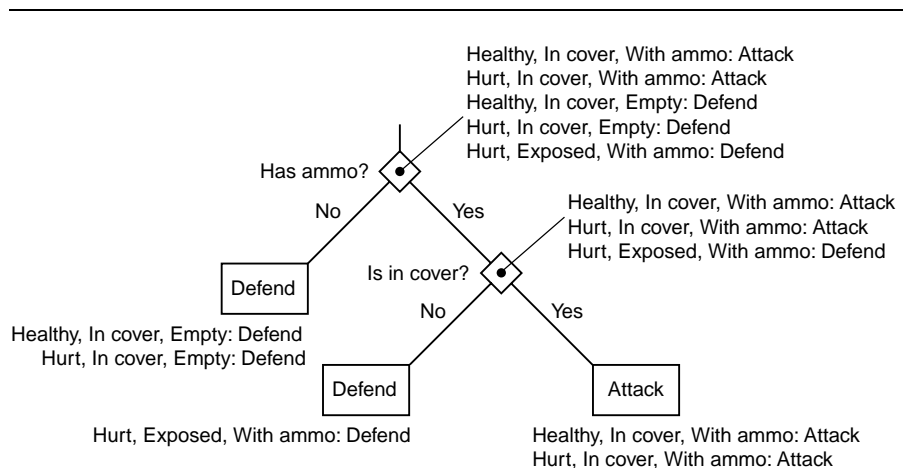 Healthy, In cover, With ammo: Attack
Hurt, In cover, With ammo: Attack
Healthy, In cover, Empty: Defend
Hurt, In cover, Empty: Defend
Hurt, Exposed, With ammo: Defend
Has ammo?
No
Yes
Healthy, In cover, With ammo: Attack
Hurt, In cover, With ammo: Attack
Hurt, Exposed, With ammo: Defend
Is in cover?
Defend
No
Yes
Healthy, In cover, Empty: Defend
Hurt, In cover, Empty: Defend
Defend
Attack
Hurt, Exposed, With ammo: Defend
Healthy, In cover, With ammo: Attack
Hurt, In cover, With ammo: Attack